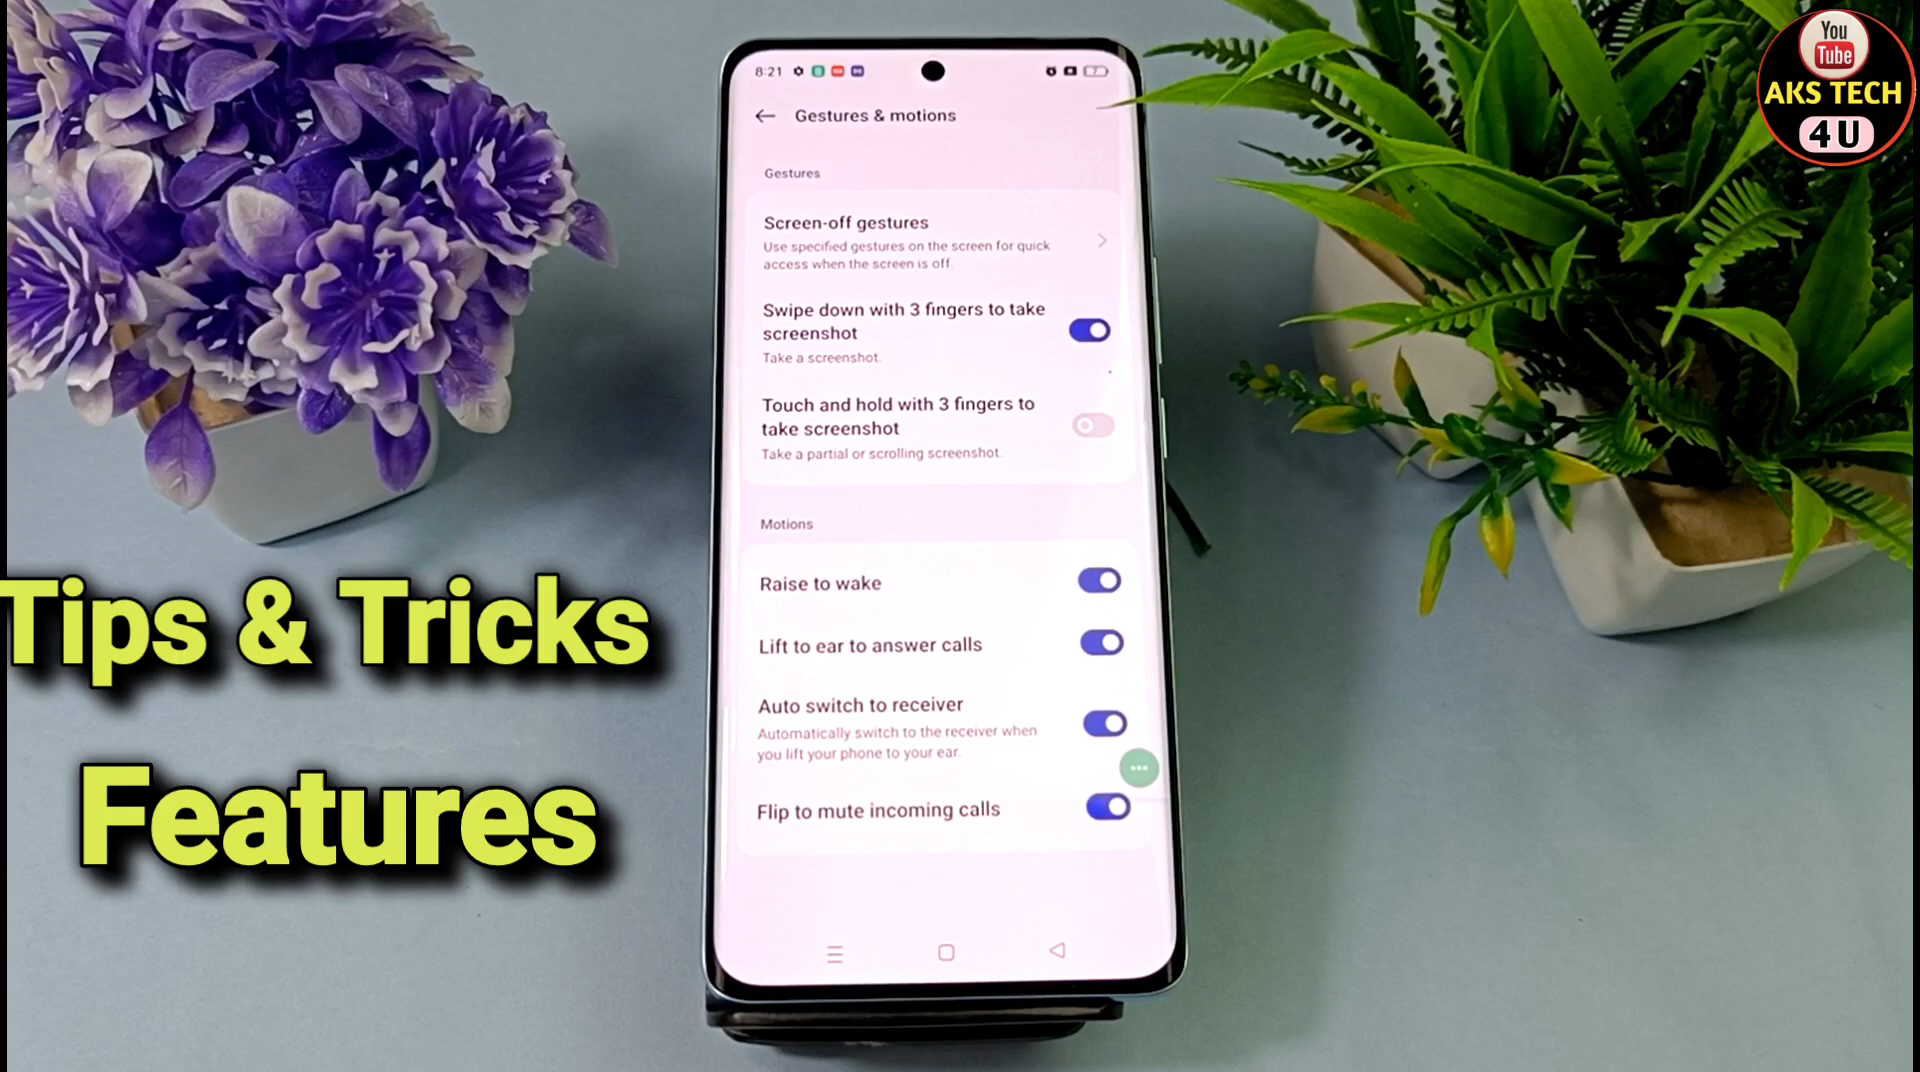 8:21
7
Gestures & motions
Gestures
Screen-off gestures
Use specified gestures on the screen for quick
access when the screen is off.
Swipe down with 3 fingers to take
screenshot
Take a screenshot.
Touch and hold with 3 fingers to
take screenshot
Take a partial or scrolling screenshot.
Motions
Raise to wake
Lift to ear to answer calls
Auto switch to receiver
Automatically switch to the receiver when
you lift your phone to your ear.
Flip to mute incoming calls
Tips & Tricks
Features
You
Tube
AKS TECH
4 U